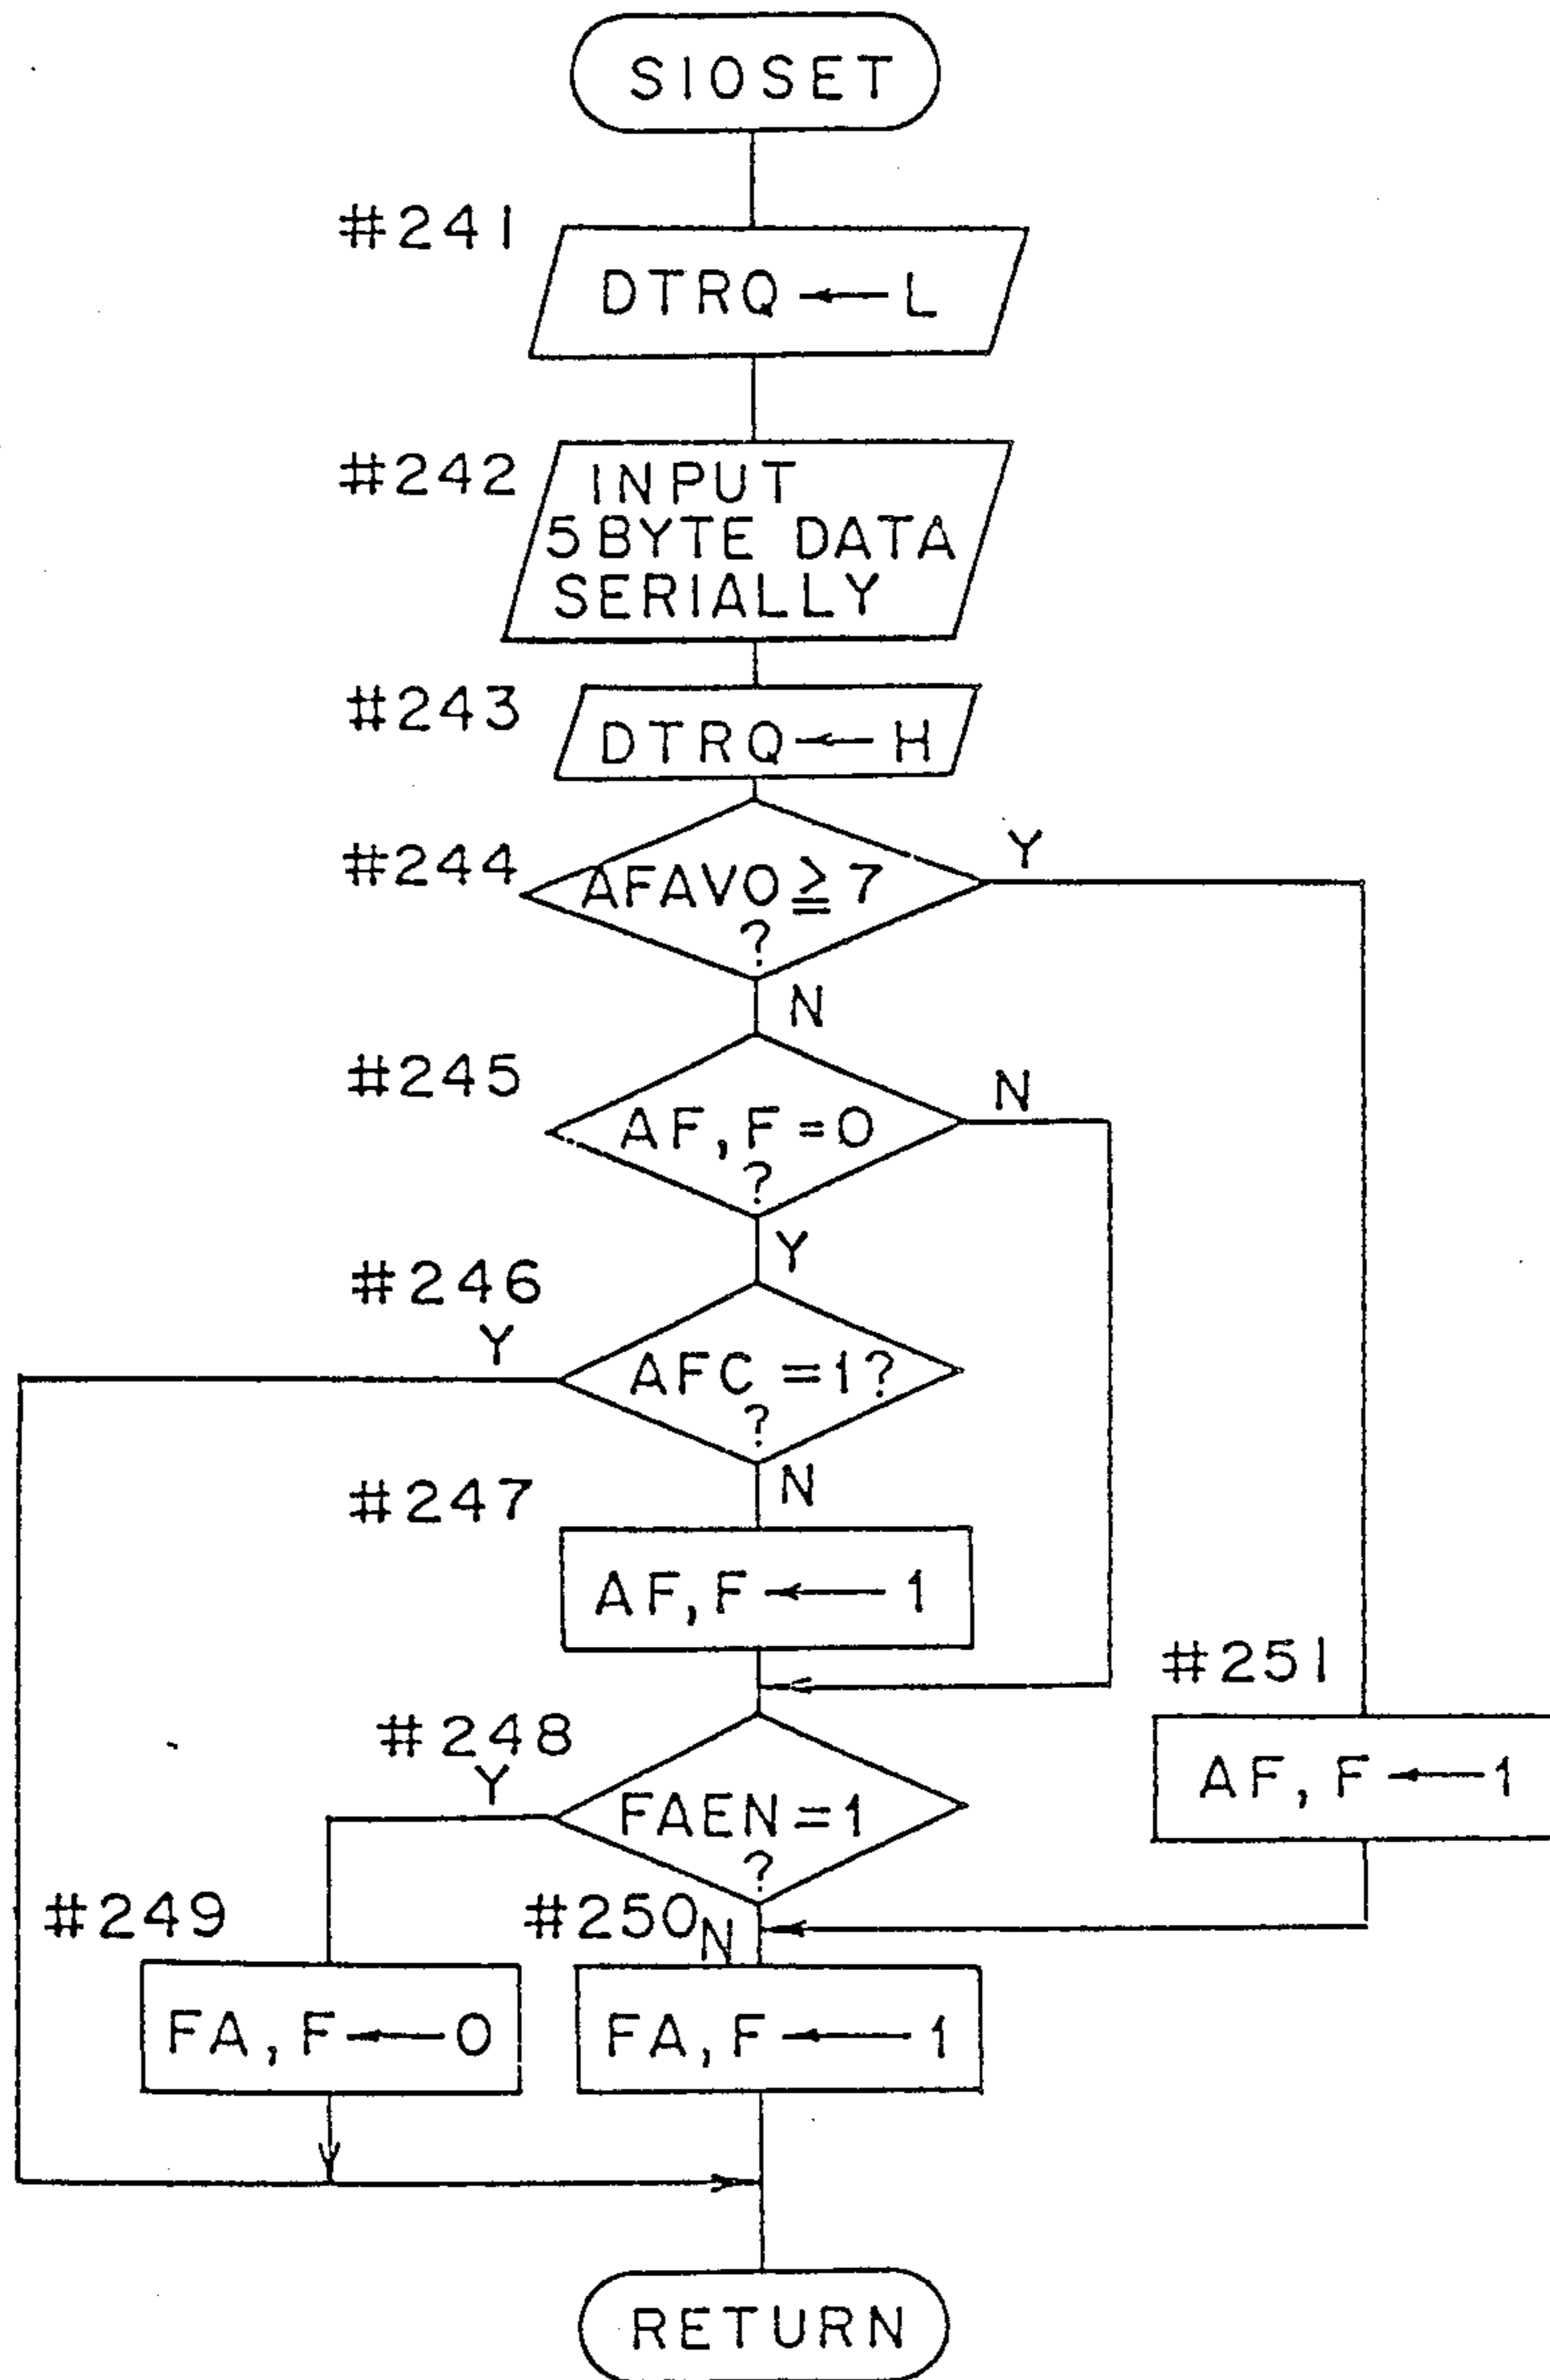 SIOSET
#241
DTRQ ← L
#242
INPUT
5 BYTE DATA
SERIALLY
#243
DTRQ ← H
#244
AFAVO ≧ 7
?
Y
N
#245
AF, F = 0
?
N
Y
#246
Y
AFC = 1?
?
N
#247
AF, F ← 1
#248
Y
FAEN = 1
?
#251
AF, F ← 1
#249
FA, F ← 0
#250
N
FA, F ← 1
RETURN